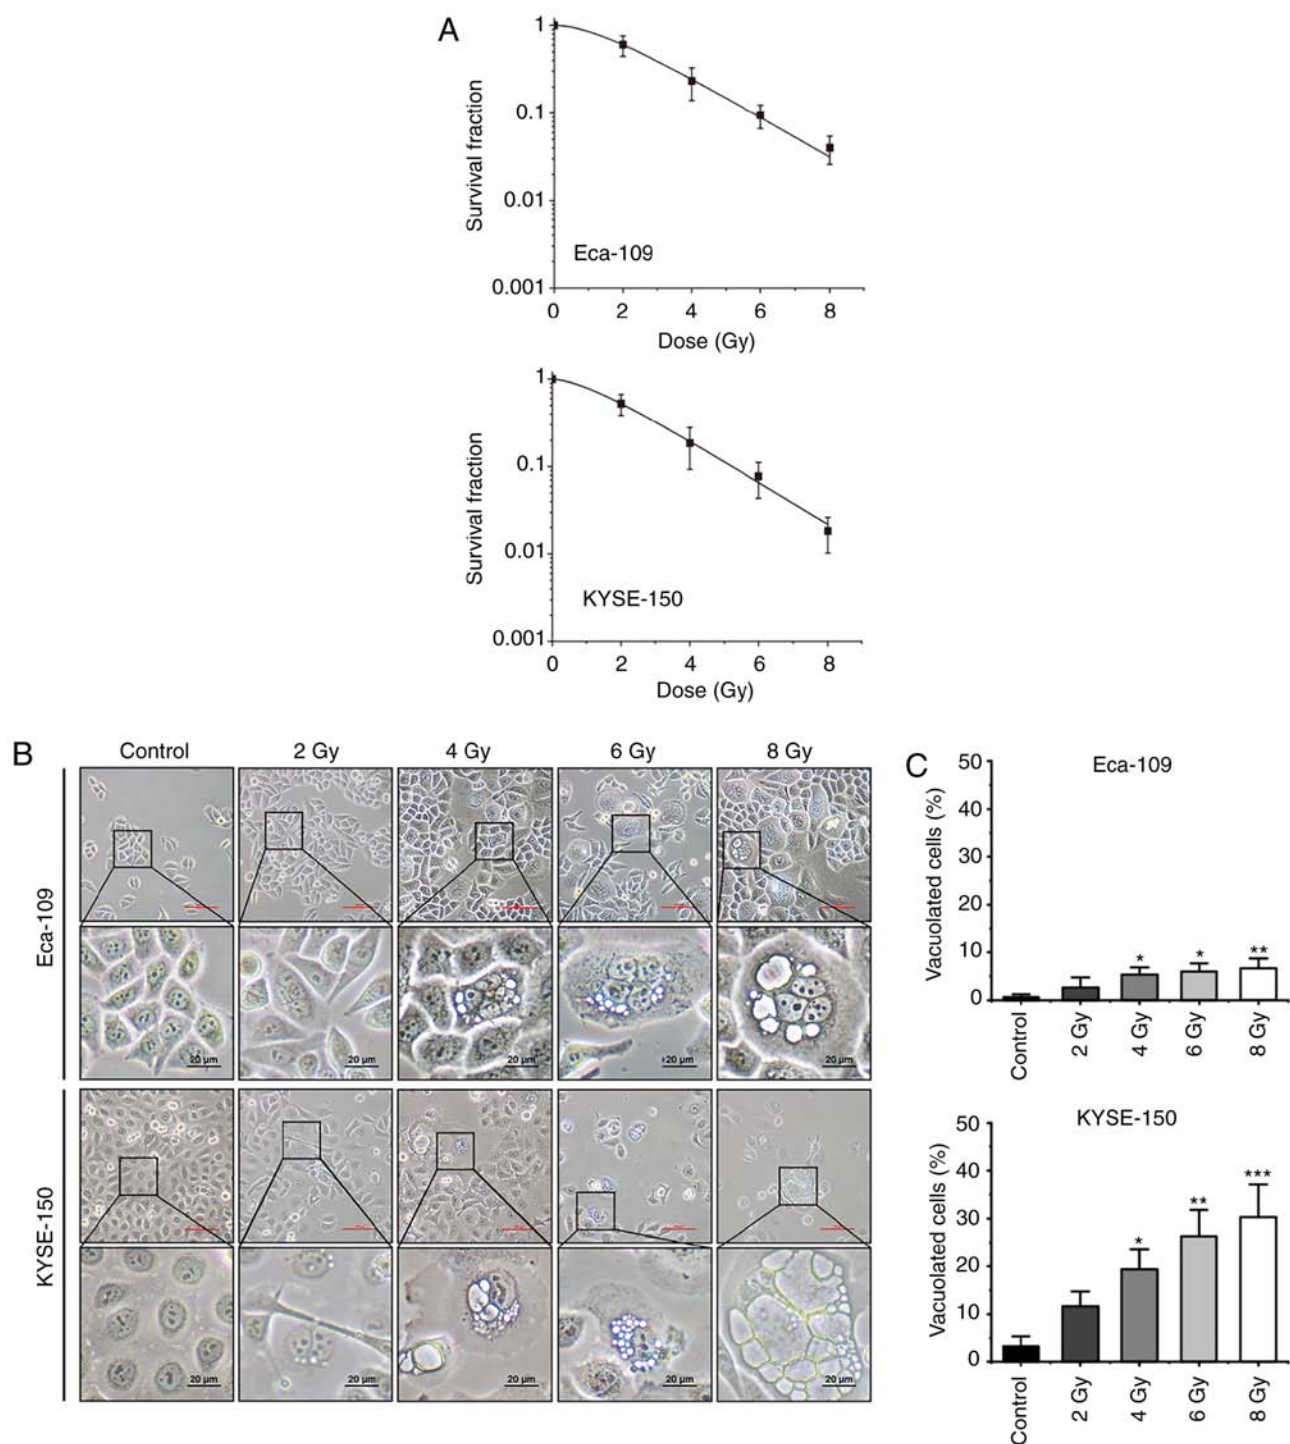 A
1
0.1
0.01
0.001
Survival fraction
Eca-109
0 2 4 6 8
Dose (Gy)
1
0.1
0.01
0.001
Survival fraction
KYSE-150
0 2 4 6 8
Dose (Gy)
B
Control 2 Gy 4 Gy 6 Gy 8 Gy
Eca-109
20 µm 20 µm 20 µm 20 µm 20 µm
KYSE-150
20 µm 20 µm 20 µm 20 µm 20 µm
C
Eca-109
Vacuolated cells (%)
50
40
30
20
10
0
* * **
Control 2 Gy 4 Gy 6 Gy 8 Gy
KYSE-150
Vacuolated cells (%)
50
40
30
20
10
0
* ** ***
Control 2 Gy 4 Gy 6 Gy 8 Gy